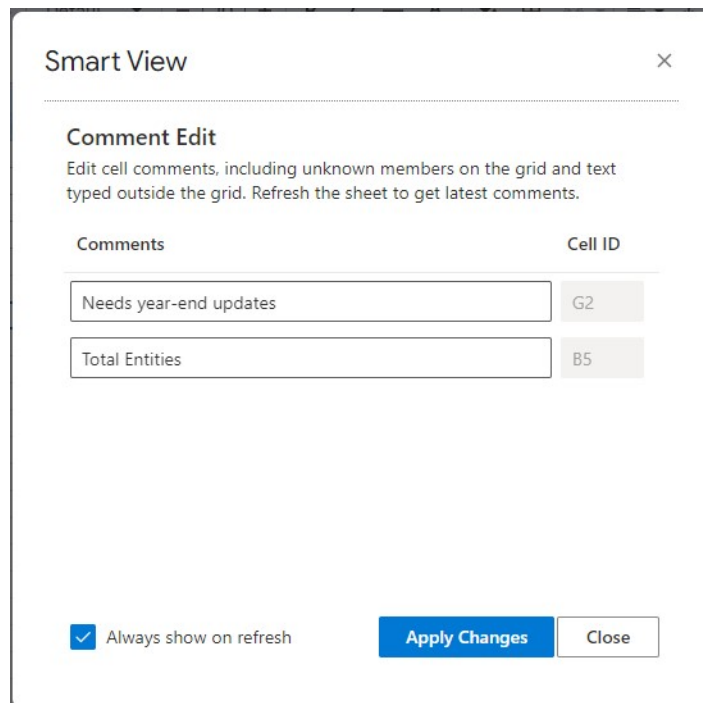 Smart View
Comment Edit
Edit cell comments, including unknown members on the grid and text
typed outside the grid. Refresh the sheet to get latest comments.
Comments Cell ID
Needs year-end updates G2
Total Entities B5
Always show on refresh Apply Changes Close